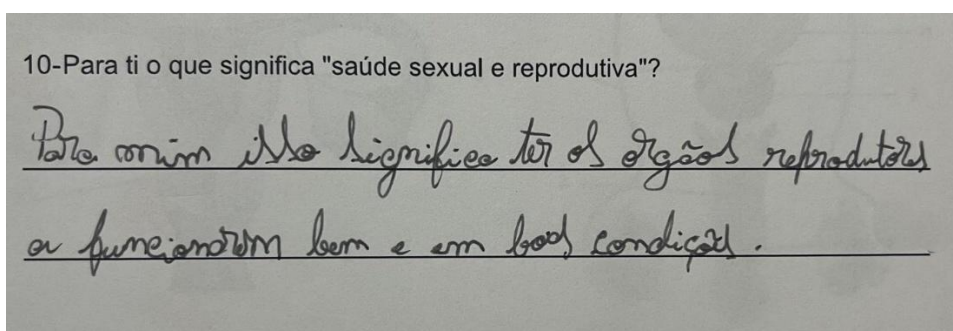 10-Para ti o que significa "saúde sexual e reprodutiva"?
Para mim isso significa ter os orgãos reprodutores
a funcionarem bem e em boas condições.